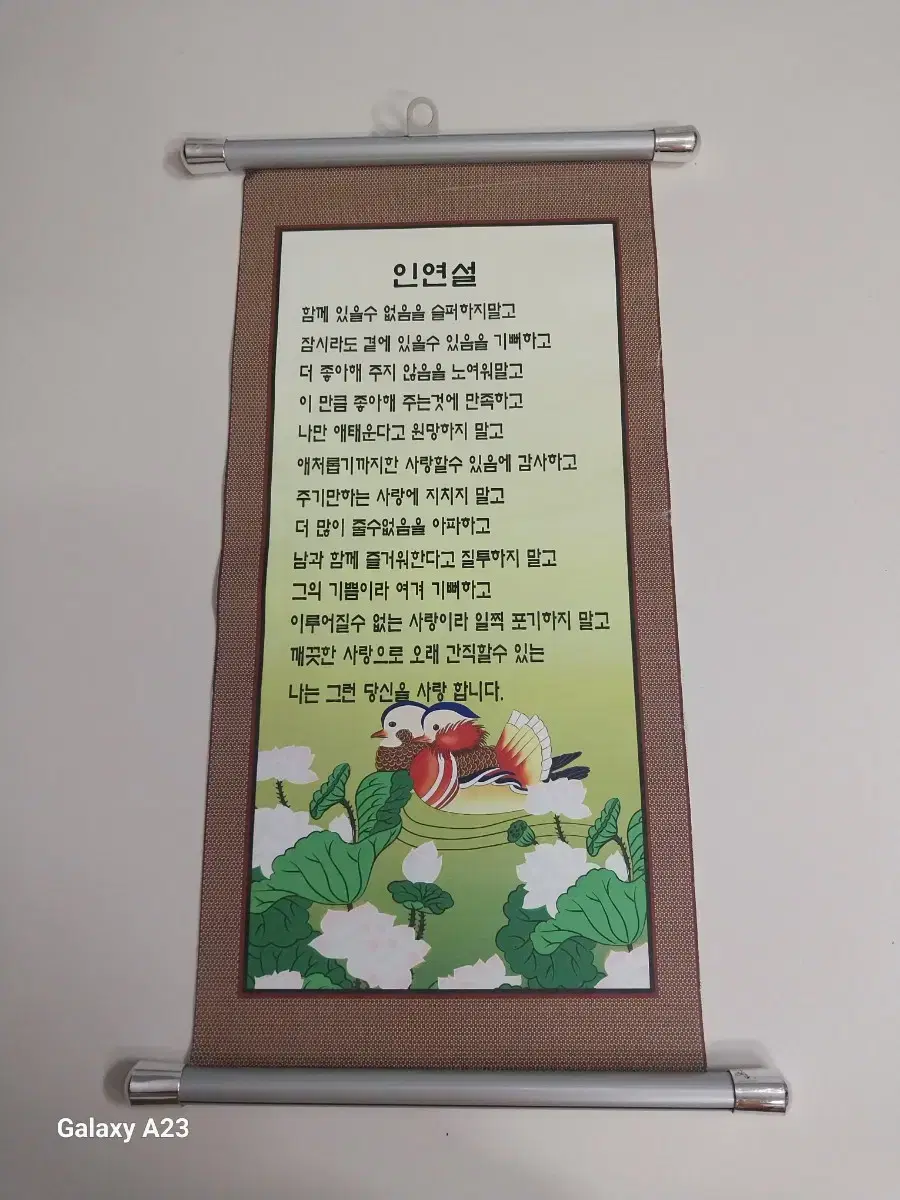 인연설
함께 있을수 없음을 슬퍼하지말고
잠시라도 곁에 있을수 있음을 기뻐하고
더 좋아해 주지 않음을 노여워말고
이 만큼 좋아해 주는것에 만족하고
나만 애태운다고 원망하지 말고
애처롭기까지한 사랑할수 있음에 감사하고
주기만하는 사랑에 지치지 말고
더 많이 줄수없음을 아파하고
남과 함께 즐거워한다고 질투하지 말고
그의 기쁨이라 여겨 기뻐하고
이루어질수 없는 사랑이라 일찍 포기하지 말고
깨끗한 사랑으로 오래 간직할수 있는
나는 그런 당신을 사랑 합니다.
Galaxy A23